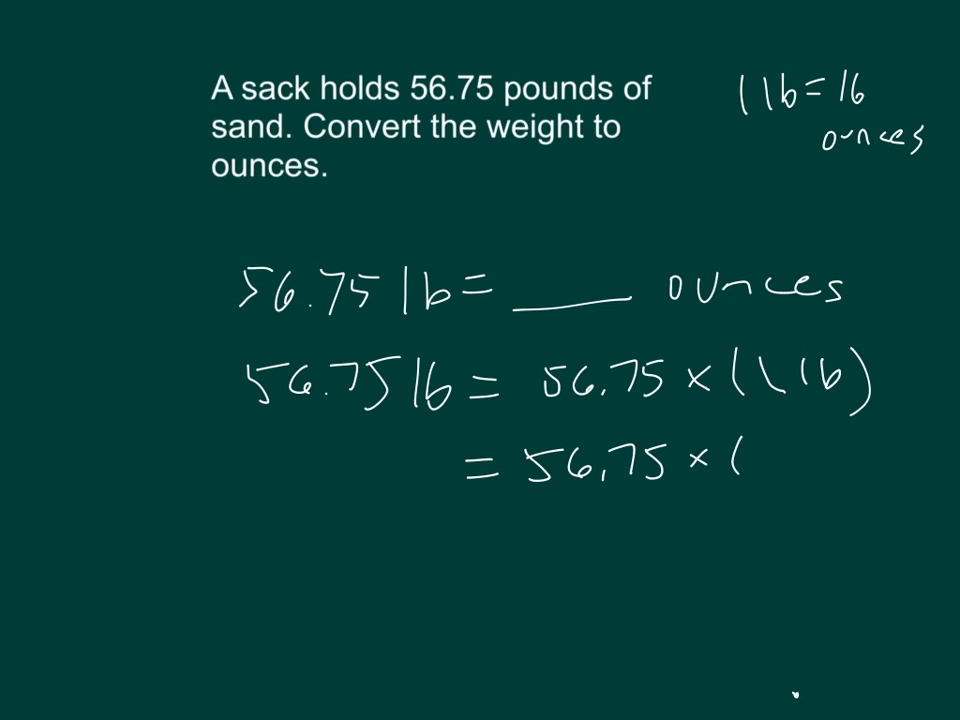 A sack holds 56.75 pounds of
sand. Convert the weight to
ounces.
1 lb = 16
ounces
56.75 lb = ___ ounces
56.75 lb = 56.75 × (1 lb)
= 56.75 × (